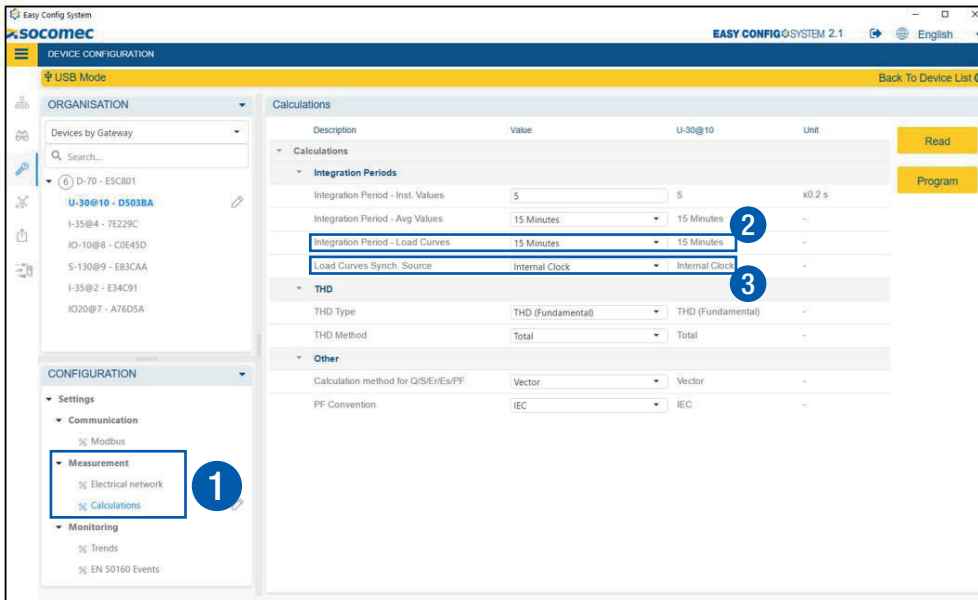 Easy Config System
socomec
EASY CONFIG SYSTEM 2.1 English
DEVICE CONFIGURATION
USB Mode Back To Device List
ORGANISATION
Devices by Gateway
Search...
6 D-70 - E5C801
U-30@10 - D503BA
I-35@4 - 7E229C
IO-10@8 - C0E45D
S-130@9 - E83CAA
I-35@2 - E34C91
IO20@7 - A76D5A
CONFIGURATION
Settings
Communication
Modbus
Measurement
Electrical network
Calculations
1
Monitoring
Trends
EN 50160 Events
Calculations
Description Value U-30@10 Unit
Calculations
Integration Periods
Integration Period - Inst. Values 5 5 x0.2 s
Integration Period - Avg Values 15 Minutes 15 Minutes -
2
Integration Period - Load Curves 15 Minutes 15 Minutes -
Load Curves Synch. Source Internal Clock Internal Clock -
3
THD
THD Type THD (Fundamental) THD (Fundamental) -
THD Method Total Total -
Other
Calculation method for Q/S/Er/Es/PF Vector Vector -
PF Convention IEC IEC -
Read
Program